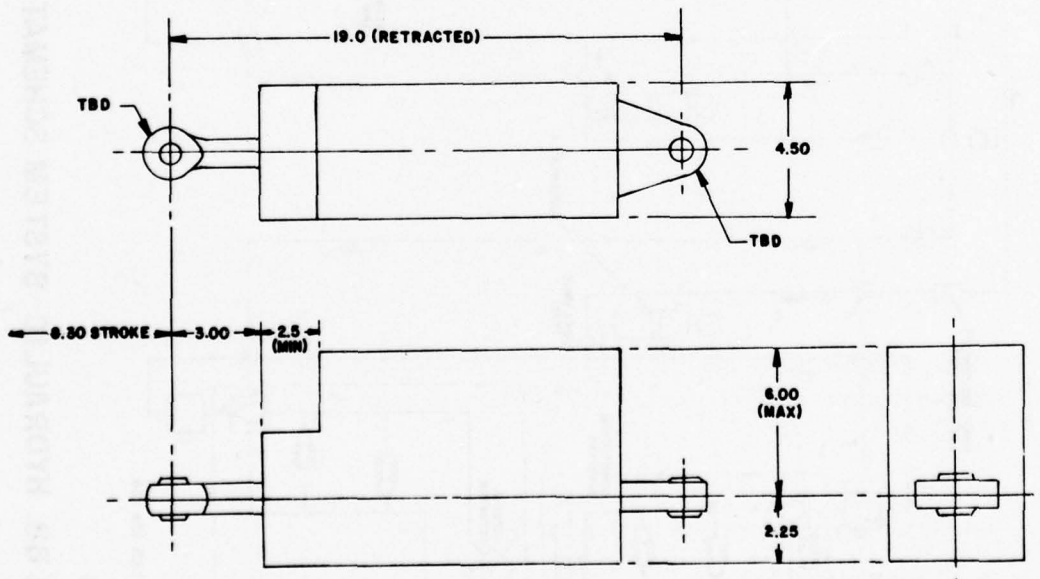 19.0 (RETRACTED)
TBD
4.50
TBD
6.30 STROKE
3.00
2.5
(MIN)
6.00
(MAX)
2.25